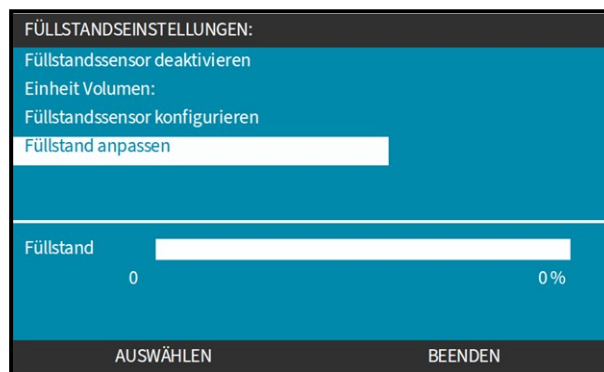 FÜLLSTANDSEINSTELLUNGEN:
Füllstandssensor deaktivieren
Einheit Volumen:
Füllstandssensor konfigurieren
Füllstand anpassen
Füllstand
0 0 %
AUSWÄHLEN BEENDEN